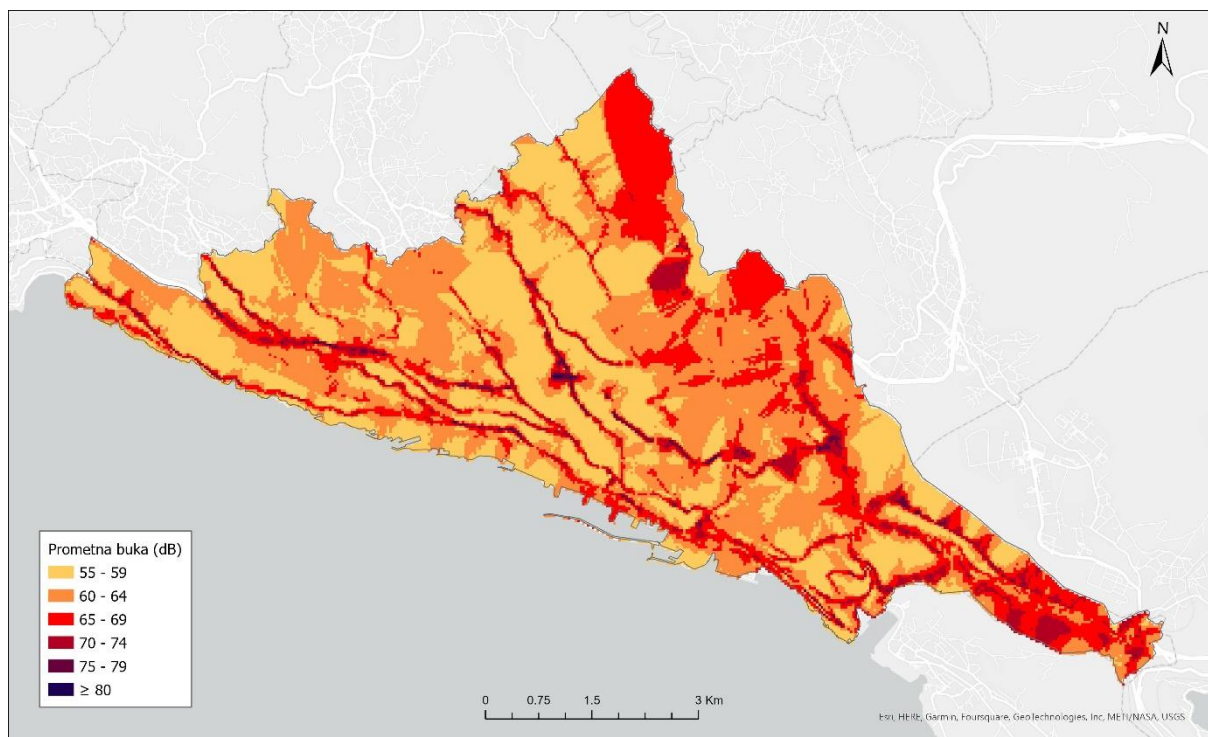 N
Prometna buka (dB)
55 - 59
60 - 64
65 - 69
70 - 74
75 - 79
≥ 80
0 0.75 1.5 3 Km
Esri, HERE, Garmin, Foursquare, GeoTechnologies, Inc, METI/NASA, USGS